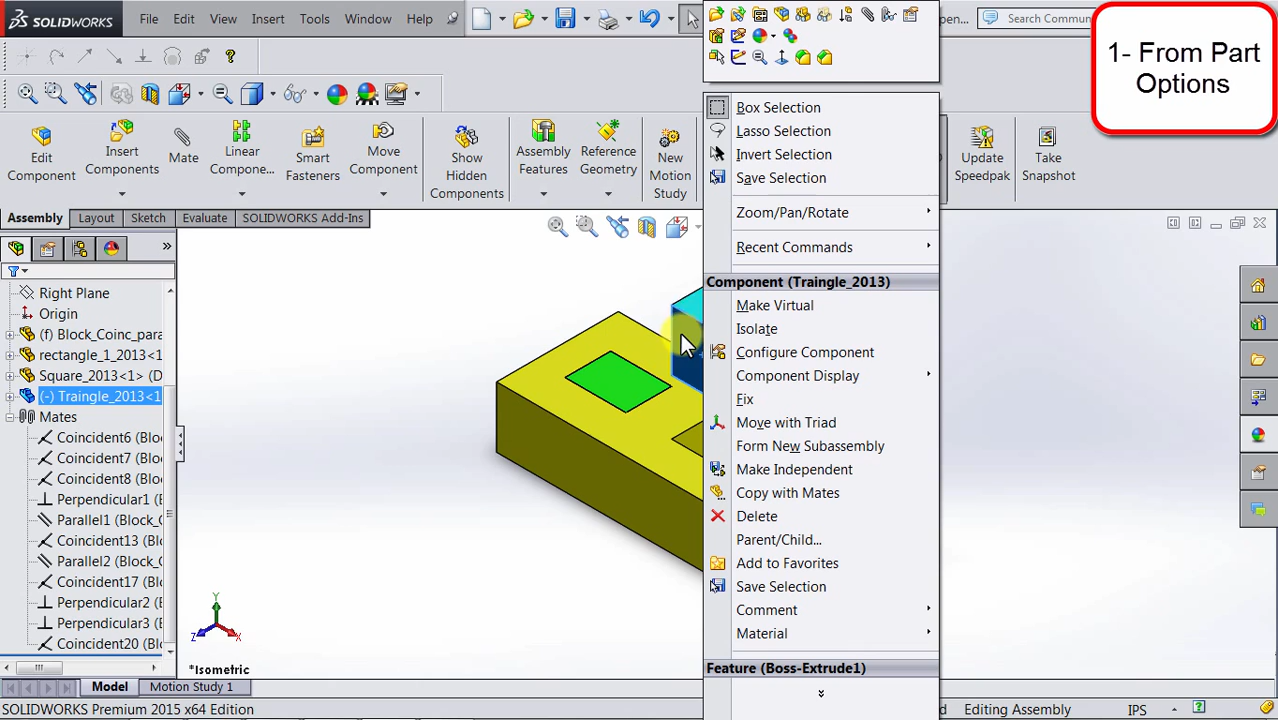 SOLIDWORKS
File Edit View Insert Tools Window Help
pen...
Search Commun
1- From Part
Options
Edit
Component
Insert
Components
Mate
Linear
Compone...
Smart
Fasteners
Move
Component
Show
Hidden
Components
Assembly
Features
Reference
Geometry
New
Motion
Study
Update
Speedpak
Take
Snapshot
Assembly Layout Sketch Evaluate SOLIDWORKS Add-Ins
Right Plane
Origin
(f) Block_Coinc_para
rectangle_1_2013<1
Square_2013<1> (D
(-) Traingle_2013<1
Mates
Coincident6 (Bloc
Coincident7 (Bloc
Coincident8 (Bloc
Perpendicular1 (B
Parallel1 (Block_C
Coincident13 (Blo
Parallel2 (Block_C
Coincident17 (Blo
Perpendicular2 (B
Perpendicular3 (B
Coincident20 (Blo
Box Selection
Lasso Selection
Invert Selection
Save Selection
Zoom/Pan/Rotate
Recent Commands
Component (Traingle_2013)
Make Virtual
Isolate
Configure Component
Component Display
Fix
Move with Triad
Form New Subassembly
Make Independent
Copy with Mates
Delete
Parent/Child...
Add to Favorites
Save Selection
Comment
Material
Feature (Boss-Extrude1)
Y
Z X
*Isometric
Model Motion Study 1
SOLIDWORKS Premium 2015 x64 Edition
d Editing Assembly IPS